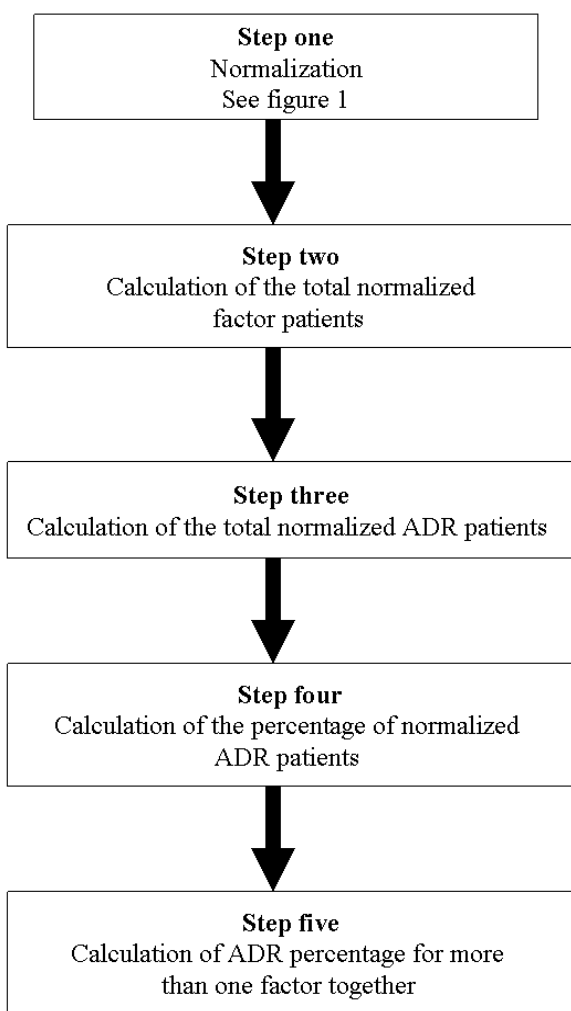 Step one
Normalization
See figure 1
Step two
Calculation of the total normalized
factor patients
Step three
Calculation of the total normalized ADR patients
Step four
Calculation of the percentage of normalized
ADR patients
Step five
Calculation of ADR percentage for more
than one factor together